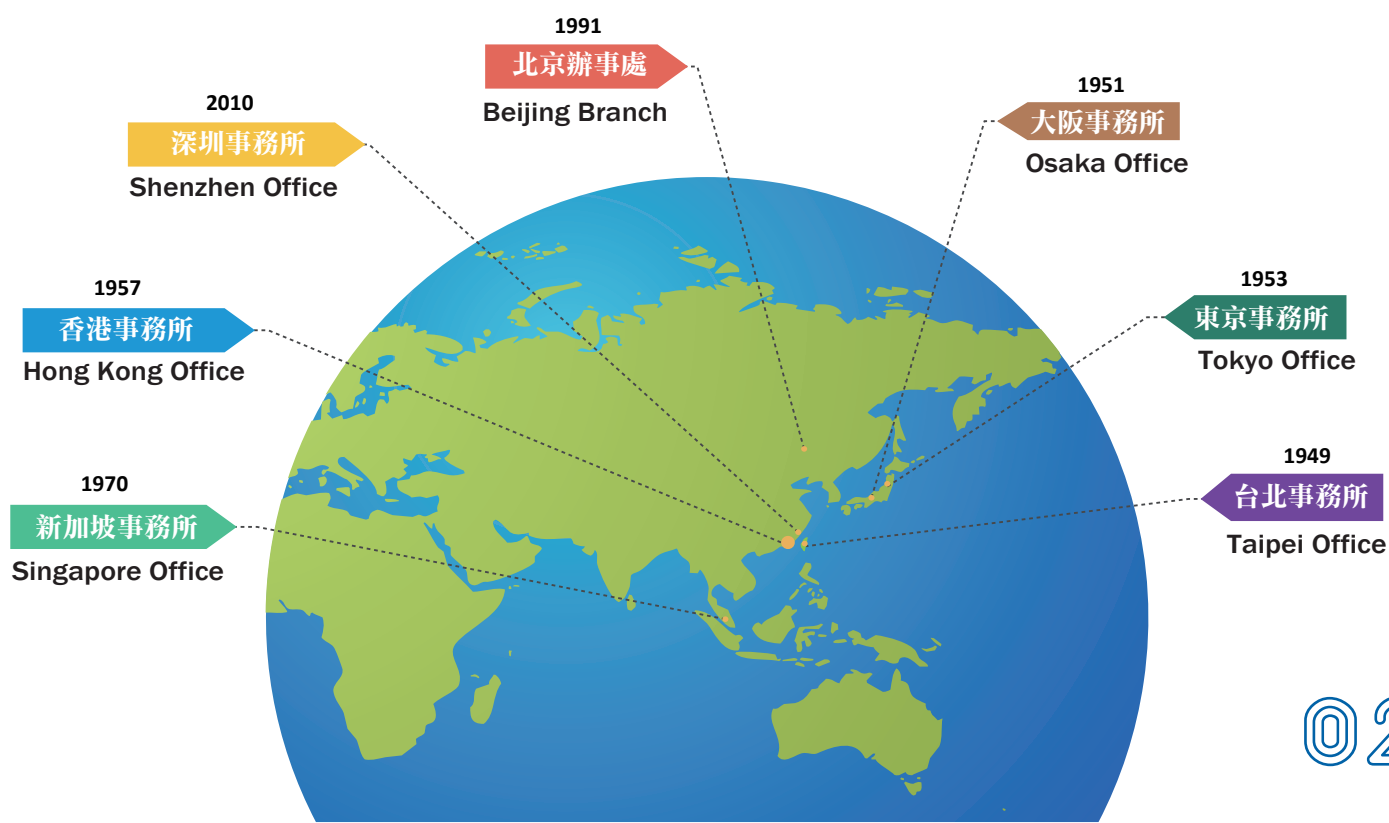 1991
北京辦事處
Beijing Branch
2010
深圳事務所
Shenzhen Office
1951
大阪事務所
Osaka Office
1957
香港事務所
Hong Kong Office
1953
東京事務所
Tokyo Office
1970
新加坡事務所
Singapore Office
1949
台北事務所
Taipei Office
02